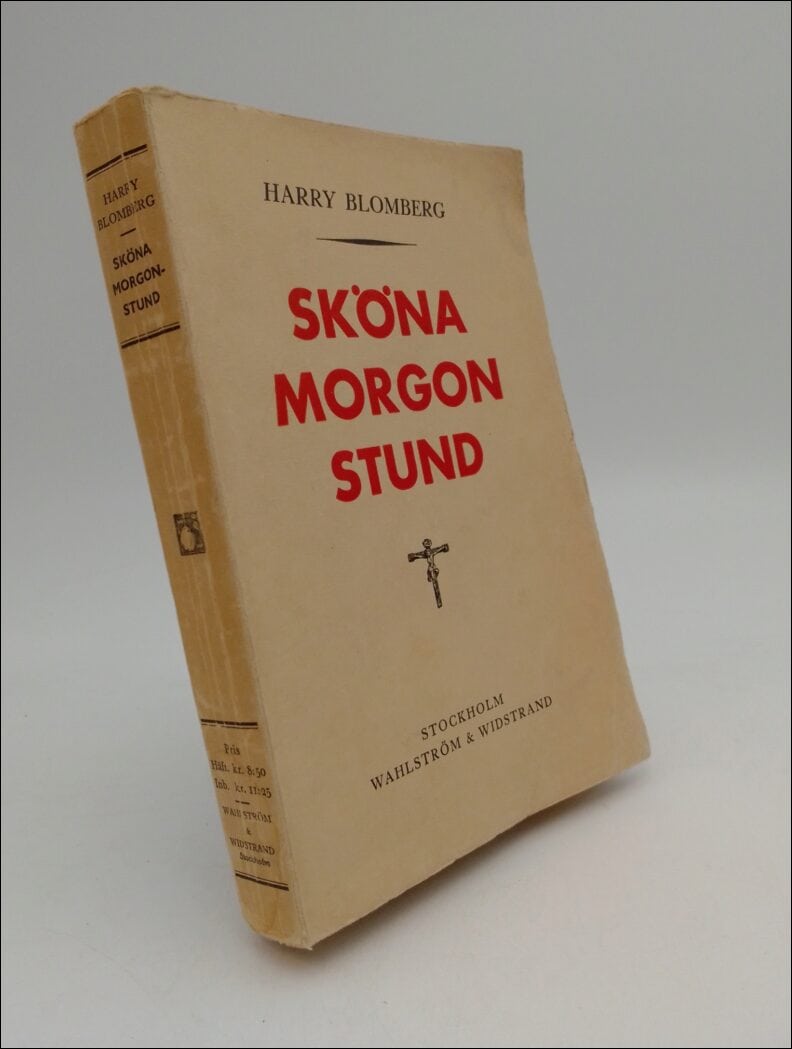 HARRY
BLOMBERG
SKÖNA
MORGON-
STUND
Pris
Häft. kr. 8:50
Inb. kr. 11:25
WAHLSTRÖM
&
WIDSTRAND
Stockholm
HARRY BLOMBERG
SKÖNA
MORGON
STUND
STOCKHOLM
WAHLSTRÖM & WIDSTRAND